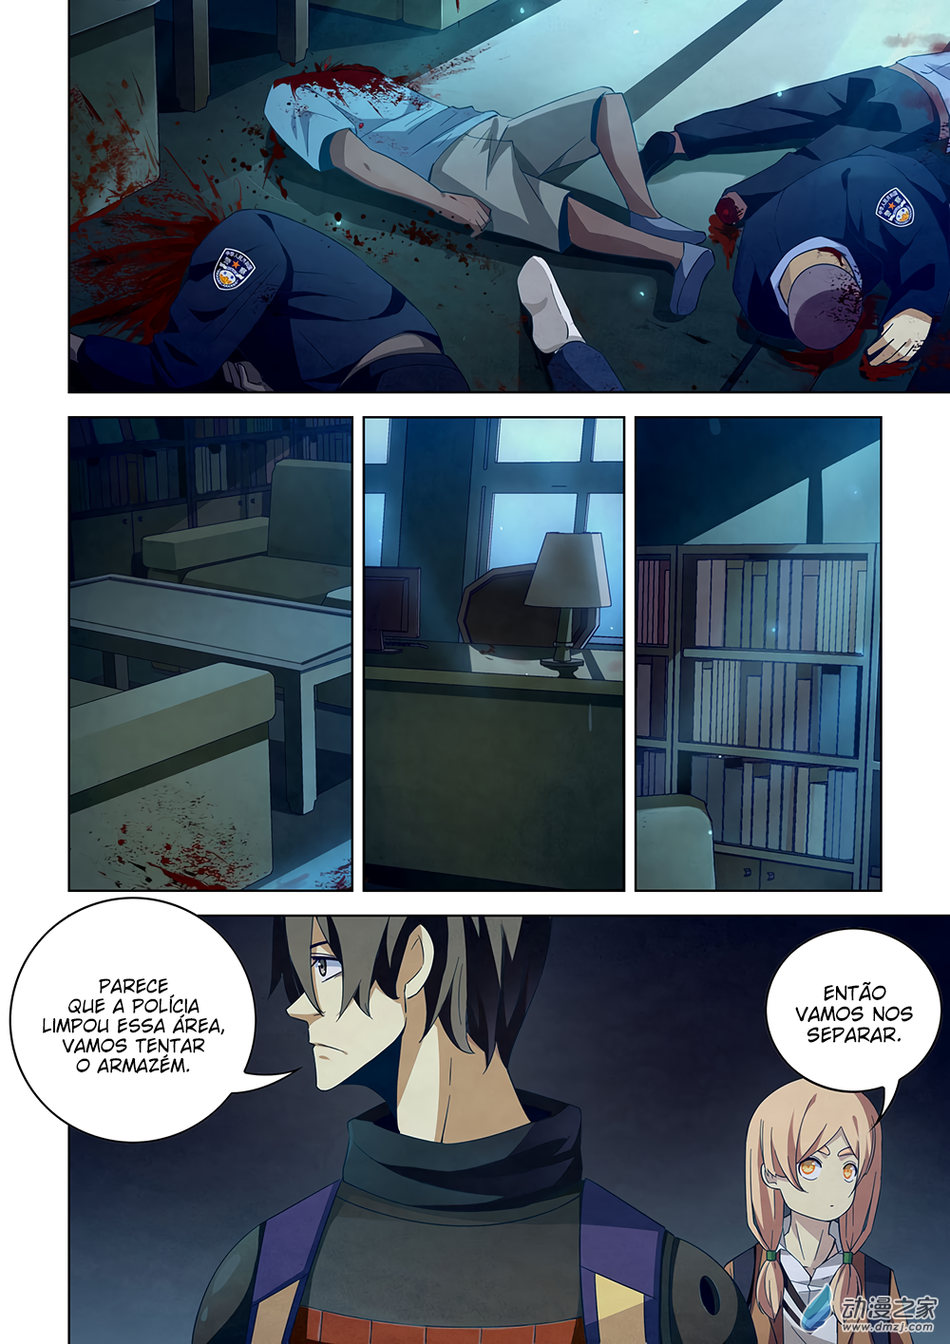 PARECE
QUE A POLÍCIA
LIMPOU ESSA ÁREA,
VAMOS TENTAR
O ARMAZÉM.
ENTÃO
VAMOS NOS
SEPARAR.
动漫之家
www.dmzj.com